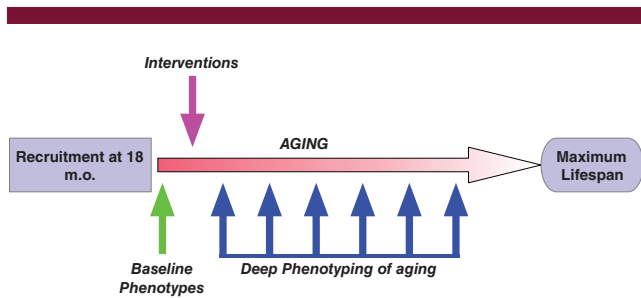 Interventions
AGING
Recruitment at 18
m.o.
Maximum
Lifespan
Baseline
Phenotypes
Deep Phenotyping of aging